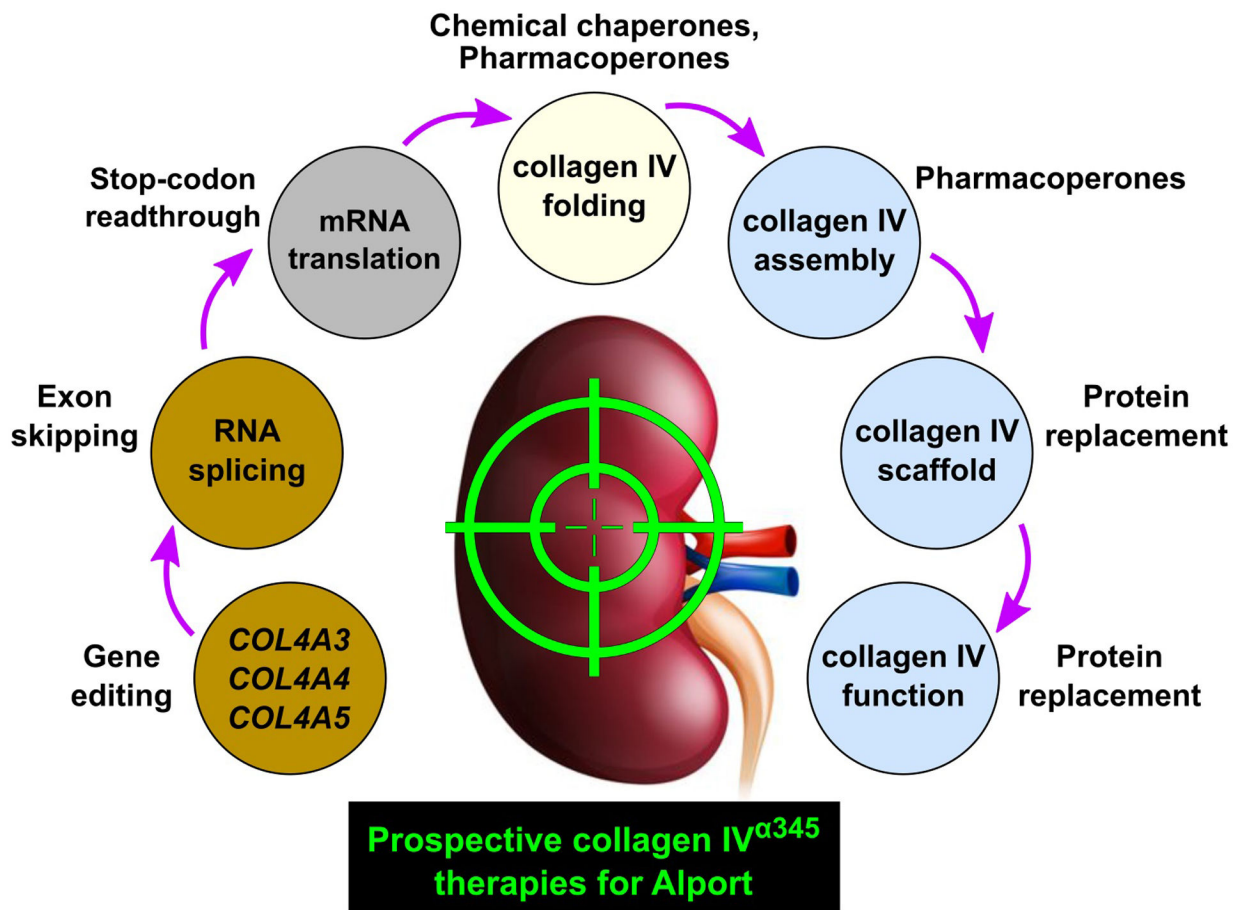 Chemical chaperones,
Pharmacoperones
collagen IV
folding
Stop-codon
readthrough
mRNA
translation
collagen IV
assembly
Pharmacoperones
Exon
skipping
RNA
splicing
collagen IV
scaffold
Protein
replacement
Gene
editing
COL4A3
COL4A4
COL4A5
collagen IV
function
Protein
replacement
Prospective collagen IVα345
therapies for Alport